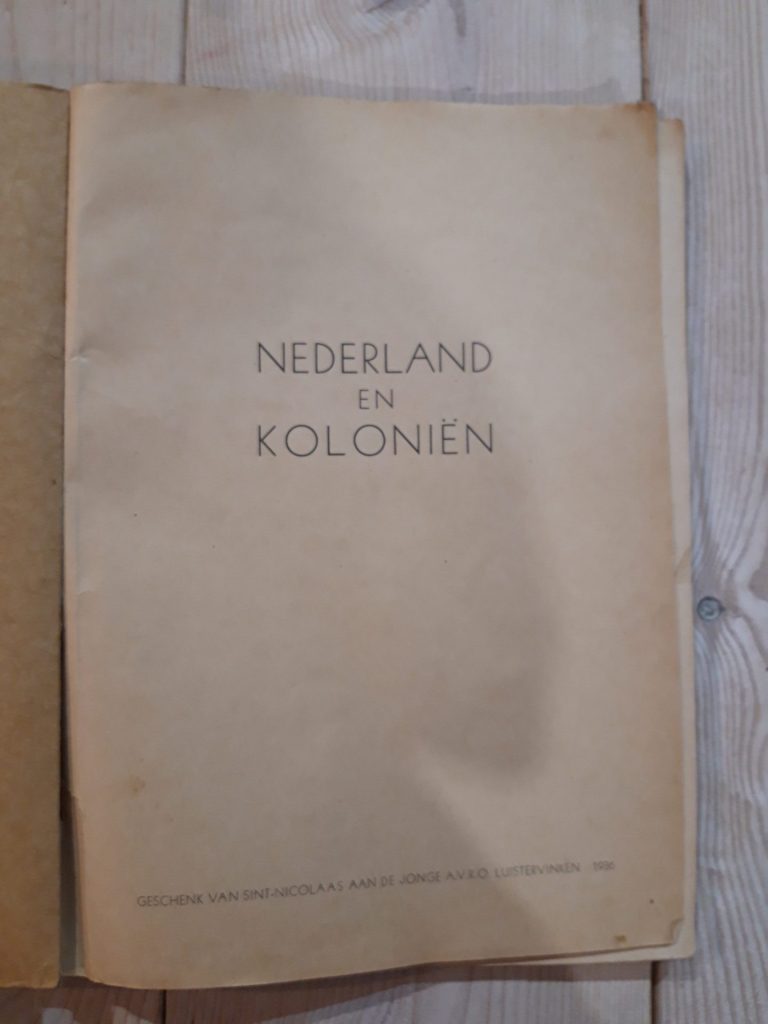 NEDERLAND
EN
KOLONIËN
GESCHENK VAN SINT-NICOLAAS AAN DE JONGE A.V.R.O. LUISTERVINKEN 1936